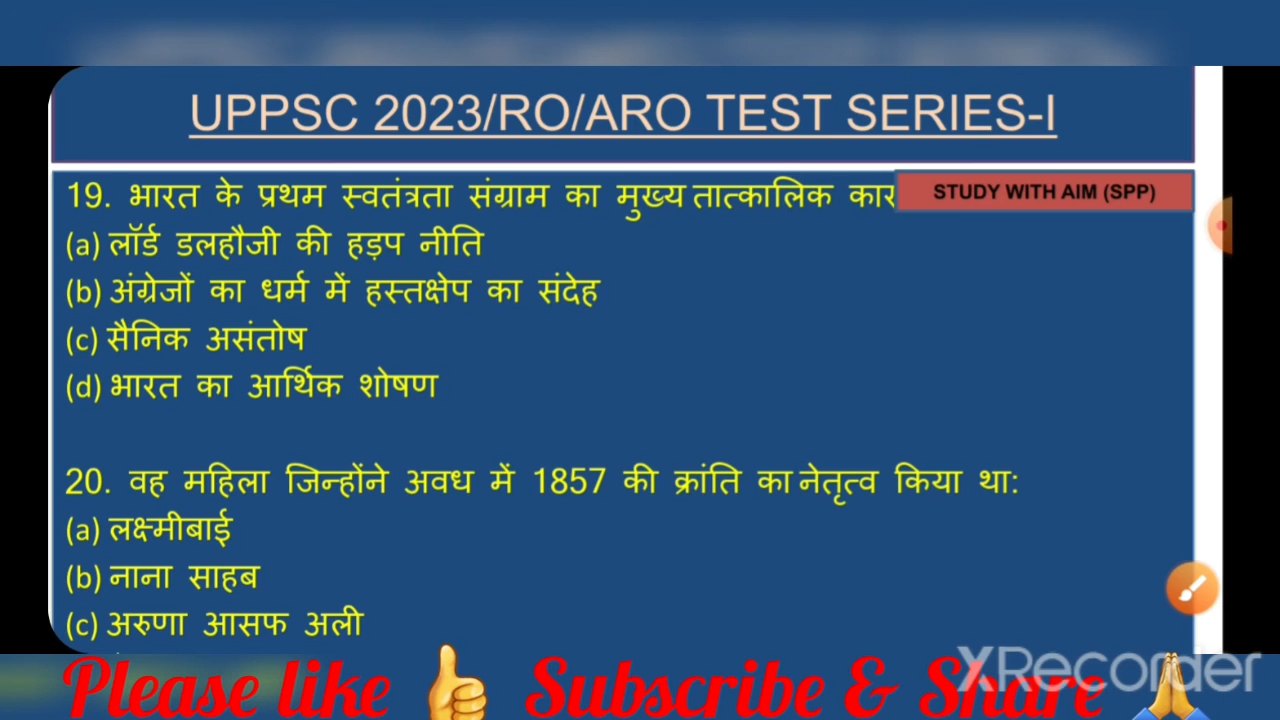 UPPSC 2023/RO/ARO TEST SERIES-I
STUDY WITH AIM (SPP)
19. भारत के प्रथम स्वतंत्रता संग्राम का मुख्य तात्कालिक कार
(a) लॉर्ड डलहौजी की हड़प नीति
(b) अंग्रेजों का धर्म में हस्तक्षेप का संदेह
(c) सैनिक असंतोष
(d) भारत का आर्थिक शोषण
20. वह महिला जिन्होंने अवध में 1857 की क्रांति का नेतृत्व किया था:
(a) लक्ष्मीबाई
(b) नाना साहब
(c) अरुणा आसफ अली
Please like 👍 Subscribe & Share 🙏
XRecorder